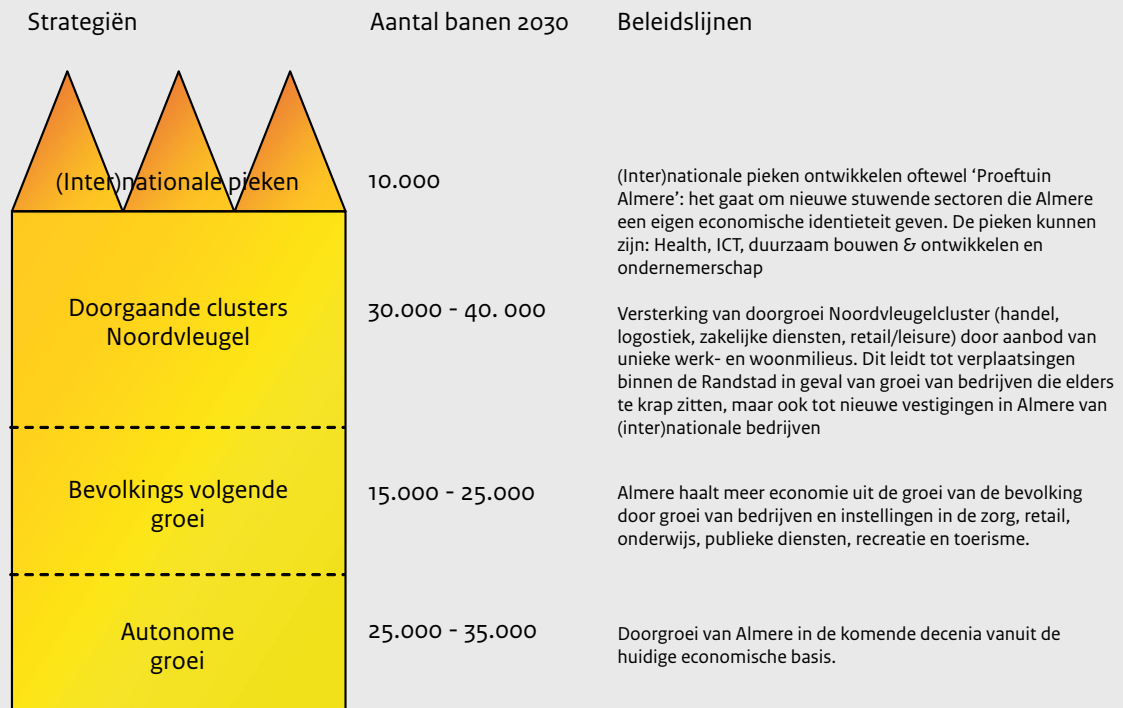 Strategiën
Aantal banen 2030
Beleidslijnen
(Inter)nationale pieken
10.000
(Inter)nationale pieken ontwikkelen oftewel ‘Proeftuin
Almere’: het gaat om nieuwe stuwende sectoren die Almere
een eigen economische identieteit geven. De pieken kunnen
zijn: Health, ICT, duurzaam bouwen & ontwikkelen en
ondernemerschap
Doorgaande clusters
Noordvleugel
30.000 - 40. 000
Versterking van doorgroei Noordvleugelcluster (handel,
logostiek, zakelijke diensten, retail/leisure) door aanbod van
unieke werk- en woonmilieus. Dit leidt tot verplaatsingen
binnen de Randstad in geval van groei van bedrijven die elders
te krap zitten, maar ook tot nieuwe vestigingen in Almere van
(inter)nationale bedrijven
Bevolkings volgende
groei
15.000 - 25.000
Almere haalt meer economie uit de groei van de bevolking
door groei van bedrijven en instellingen in de zorg, retail,
onderwijs, publieke diensten, recreatie en toerisme.
Autonome
groei
25.000 - 35.000
Doorgroei van Almere in de komende decenia vanuit de
huidige economische basis.